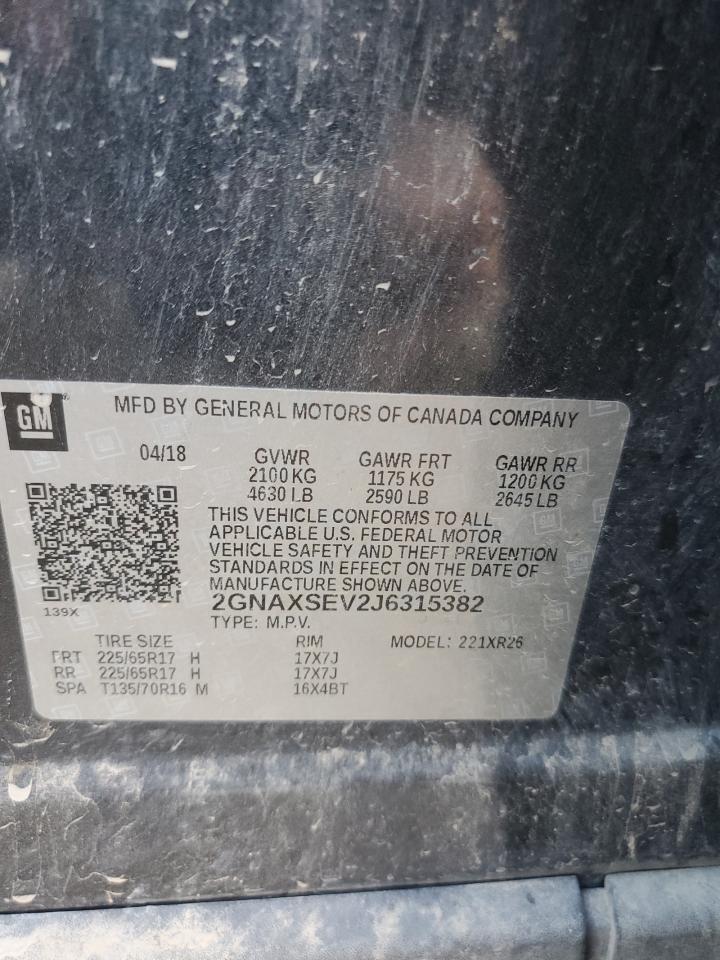 GM
MFD BY GENERAL MOTORS OF CANADA COMPANY
04/18 GVWR GAWR FRT GAWR RR
2100 KG 1175 KG 1200 KG
4630 LB 2590 LB 2645 LB
THIS VEHICLE CONFORMS TO ALL
APPLICABLE U.S. FEDERAL MOTOR
VEHICLE SAFETY AND THEFT PREVENTION
STANDARDS IN EFFECT ON THE DATE OF
MANUFACTURE SHOWN ABOVE.
139X
2GNAXSEV2J6315382
TYPE: M.P.V.
TIRE SIZE RIM MODEL: 221XR26
FRT 225/65R17 H 17X7J
RR 225/65R17 H 17X7J
SPA T135/70R16 M 16X4BT